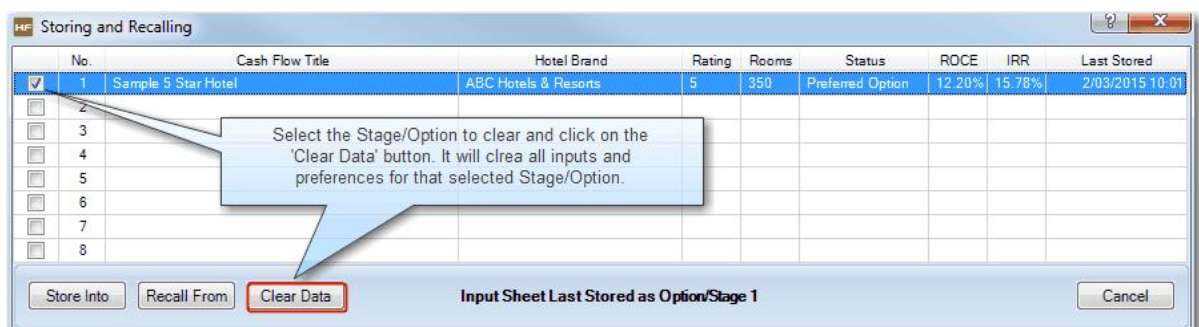 HF Storing and Recalling ? X
No. Cash Flow Title Hotel Brand Rating Rooms Status ROCE IRR Last Stored
1 Sample 5 Star Hotel ABC Hotels & Resorts 5 350 Preferred Option 12.20% 15.78% 2/03/2015 10:01
2
3
4
5
6
7
8
Select the Stage/Option to clear and click on the
'Clear Data' button. It will clrea all inputs and
preferences for that selected Stage/Option.
Store Into Recall From Clear Data Input Sheet Last Stored as Option/Stage 1 Cancel